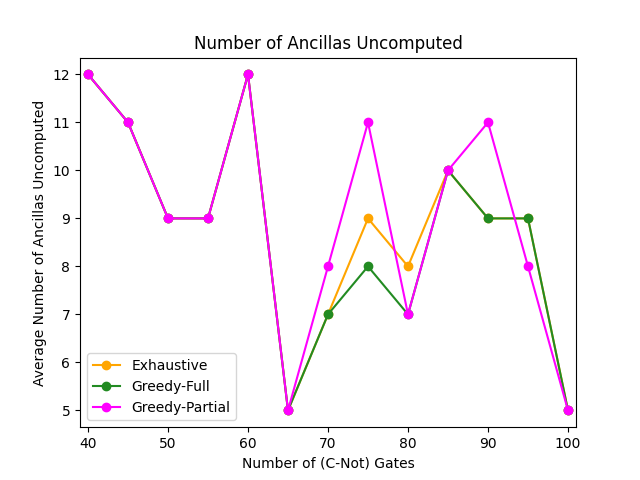 Number of Ancillas Uncomputed
Average Number of Ancillas Uncomputed
12
11
10
9
8
7
6
5
Exhaustive
Greedy-Full
Greedy-Partial
40 50 60 70 80 90 100
Number of (C-Not) Gates